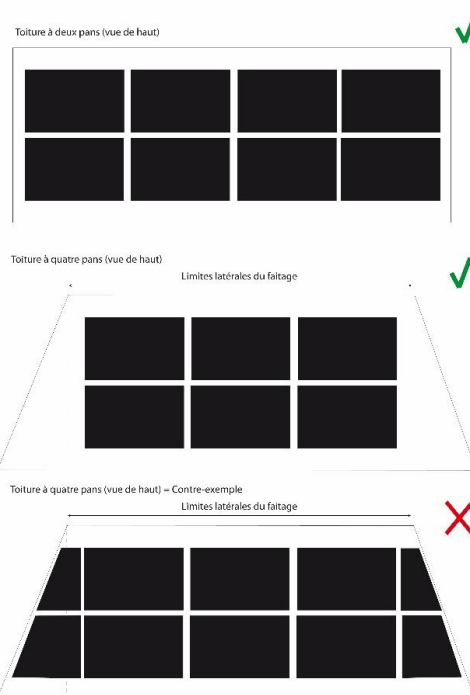 Toiture à deux pans (vue de haut)
Toiture à quatre pans (vue de haut)
Limites latérales du faitage
Toiture à quatre pans (vue de haut) = Contre-exemple
Limites latérales du faitage